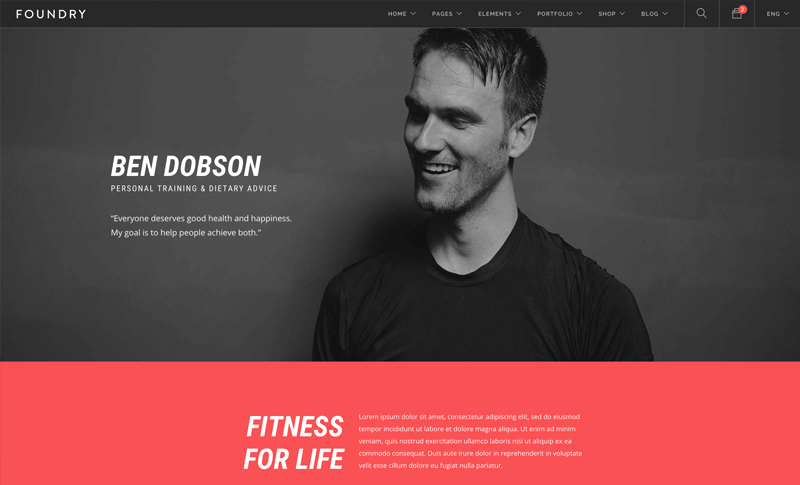 FOUNDRY
HOME PAGES ELEMENTS PORTFOLIO SHOP BLOG 2 ENG
BEN DOBSON
PERSONAL TRAINING & DIETARY ADVICE
"Everyone deserves good health and happiness.
My goal is to help people achieve both."
FITNESS
FOR LIFE
Lorem ipsum dolor sit amet, consectetur adipiscing elit, sed do eiusmod
tempor incididunt ut labore et dolore magna aliqua. Ut enim ad minim
veniam, quis nostrud exercitation ullamco laboris nisi ut aliquip ex ea
commodo consequat. Duis aute irure dolor in reprehenderit in voluptate
velit esse cillum dolore eu fugiat nulla pariatur.